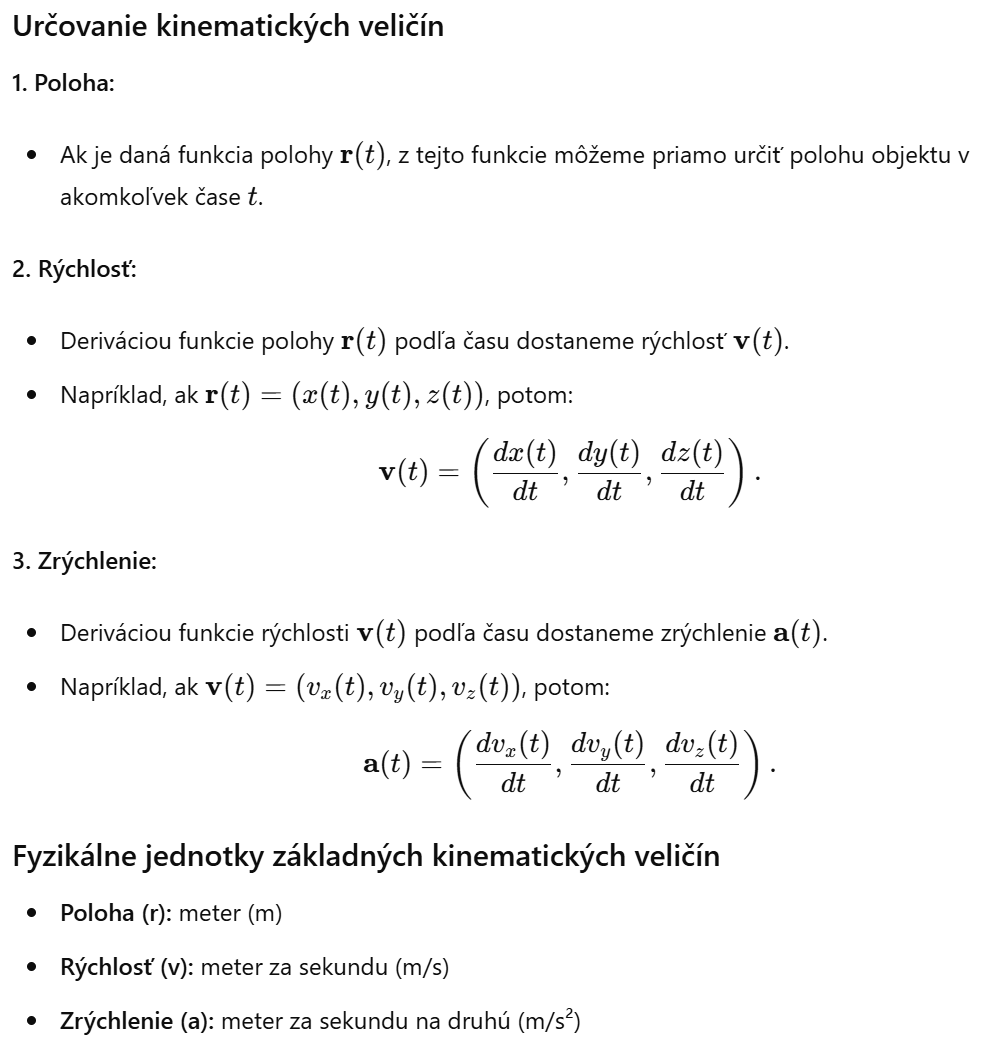 Určovanie kinematických veličín
1. Poloha:
• Ak je daná funkcia polohy r(t), z tejto funkcie môžeme priamo určiť polohu objektu v
akomkoľvek čase t.
2. Rýchlosť:
• Deriváciou funkcie polohy r(t) podľa času dostaneme rýchlosť v(t).
• Napríklad, ak r(t) = (x(t), y(t), z(t)), potom:
v(t) = (dx(t)/dt, dy(t)/dt, dz(t)/dt).
3. Zrýchlenie:
• Deriváciou funkcie rýchlosti v(t) podľa času dostaneme zrýchlenie a(t).
• Napríklad, ak v(t) = (vₓ(t), v_y(t), v_z(t)), potom:
a(t) = (dvₓ(t)/dt, dv_y(t)/dt, dv_z(t)/dt).
Fyzikálne jednotky základných kinematických veličín
• Poloha (r): meter (m)
• Rýchlosť (v): meter za sekundu (m/s)
• Zrýchlenie (a): meter za sekundu na druhú (m/s²)